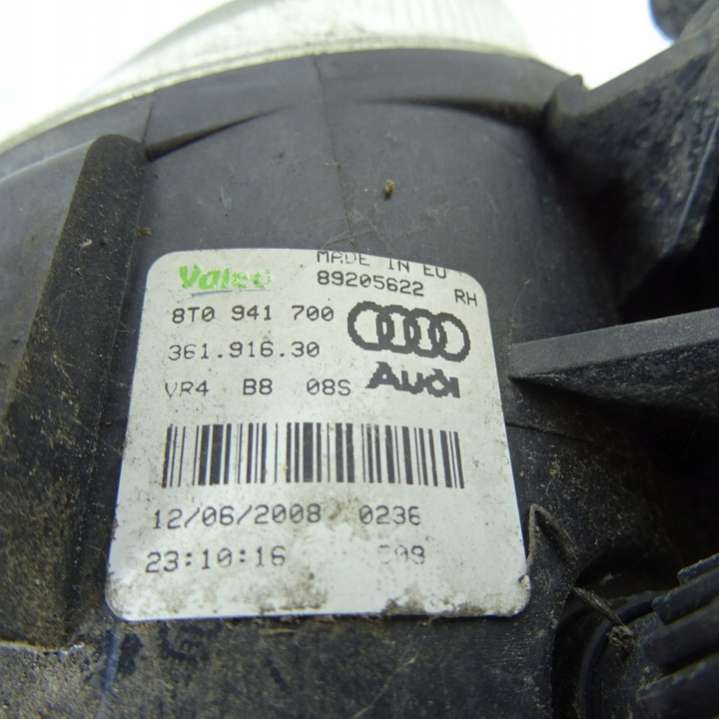 Valeo MADE IN EU
89205622 RH
8T0 941 700
361.916.30
VR4 B8 08S Audi
12/06/2008 0236
23:10:16